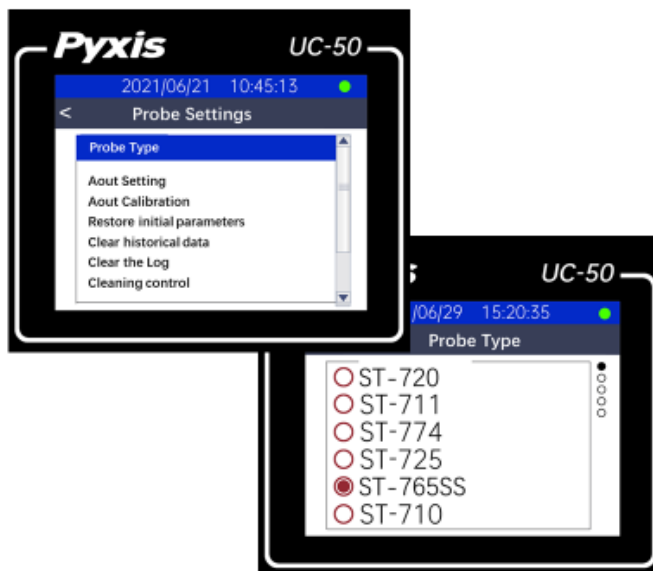 Pyxis UC-50
2021/06/21 10:45:13
< Probe Settings
Probe Type
Aout Setting
Aout Calibration
Restore initial parameters
Clear historical data
Clear the Log
Cleaning control
UC-50
/06/29 15:20:35
Probe Type
ST-720
ST-711
ST-774
ST-725
ST-765SS
ST-710